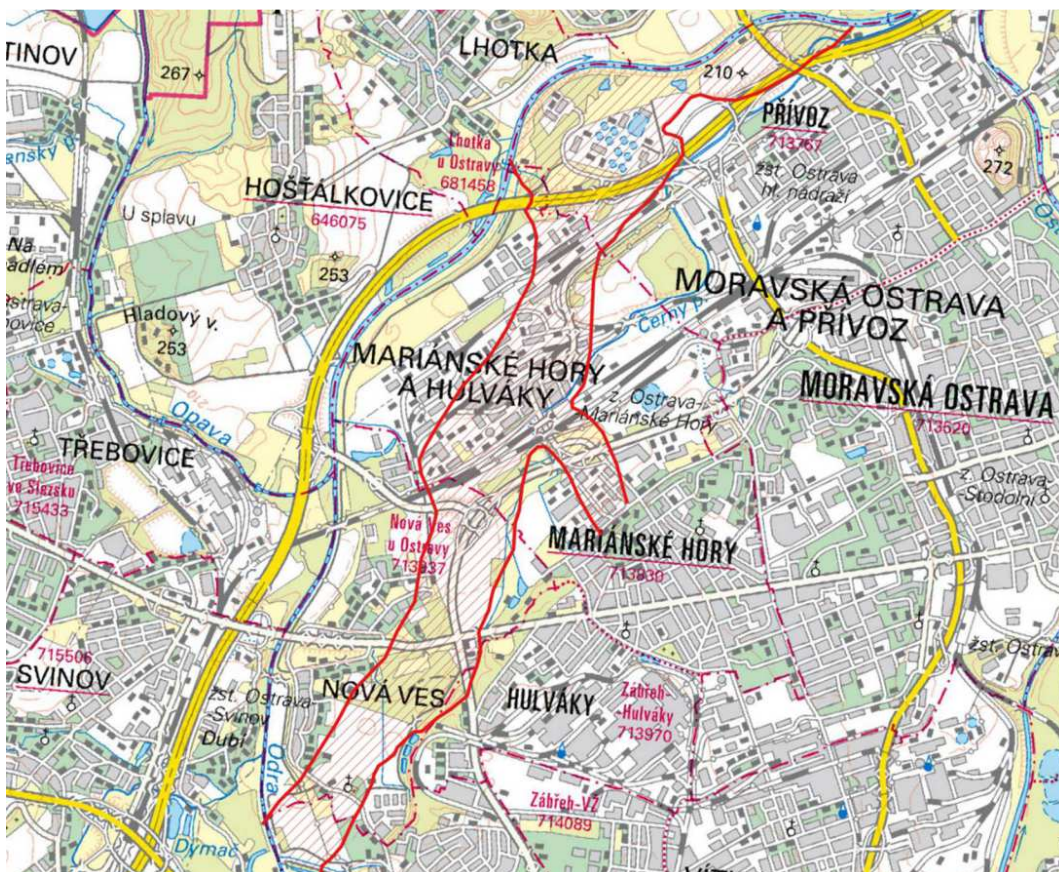 TINOV
267
LHOTKA
210
PŘÍVOZ
713767
Lhotka
u Ostravy
681458
žst. Ostrava
hl. nádraží
272
HOŠŤÁLKOVICE
646075
U splavu
253
Na
Hladový v.
253
MORAVSKÁ OSTRAVA
A PŘÍVOZ
Černý p.
MARIÁNSKÉ HORY
A HULVÁKY
z. Ostrava-
-Mariánské Hory
MORAVSKÁ OSTRAVA
713520
Opava
TŘEBOVICE
Třebovice
ve Slezsku
715433
z. Ostrava-
-Stodolní
Nová Ves
u Ostravy
713937
MARIÁNSKÉ HORY
713830
715506
SVINOV
žst. Ostrava-
-Svinov
Dubí
NOVÁ VES
HULVÁKY
Zábřeh-
-Hulváky
713970
žst. Ostrava
Odra
Zábřeh-VŽ
714089
Dymač